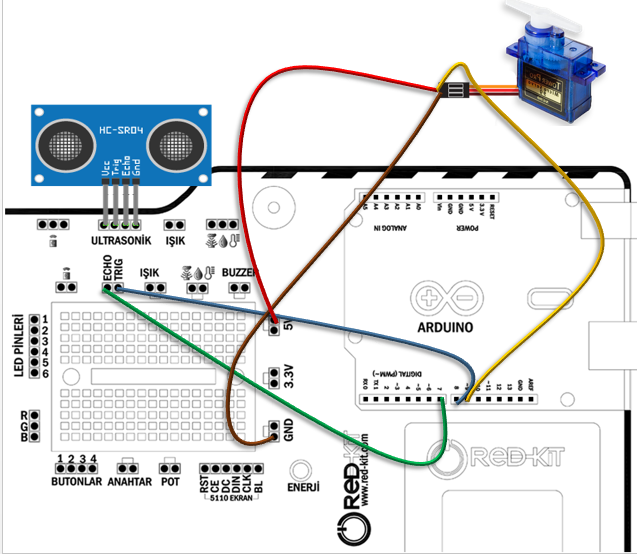 HC-SR04
Vcc
Trig
Echo
Gnd
ULTRASONİK
IŞIK
ECHO
TRIG
IŞIK
BUZZER
A5
A4
A3
A2
A1
A0
ANALOG IN
Vin
GND
GND
5 V
3.3 V
RESET
POWER
ARDUINO
LED PİNLERİ
1
2
3
4
5
6
5V
3.3V
GND
R
G
B
DIGITAL (PWM ~)
RX.0
TX.1
2
~3
4
~5
~6
7
8
~9
~10
~11
12
13
GND
AREF
1 2 3 4
BUTONLAR
ANAHTAR
POT
RST
CE
DC
DIN
CLK
BL
5110 EKRAN
ENERJİ
RED-KIT
www.red-kit.com
RED-KIT